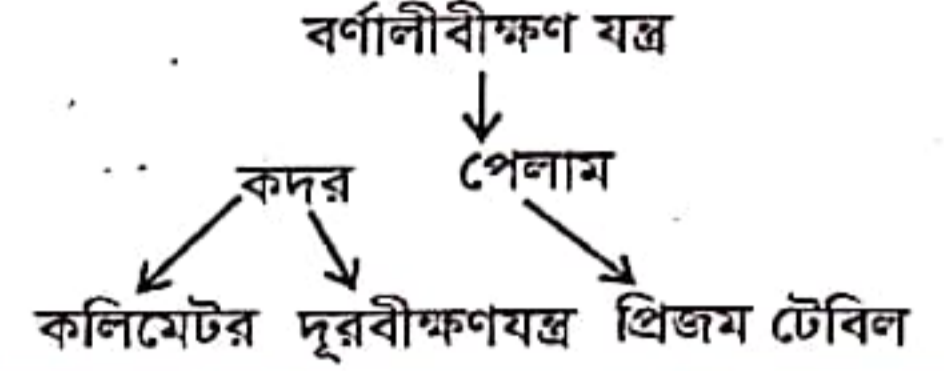 বর্ণালীবীক্ষণ যন্ত্র
কদর পেলাম
কলিমেটর দূরবীক্ষণযন্ত্র প্রিজম টেবিল